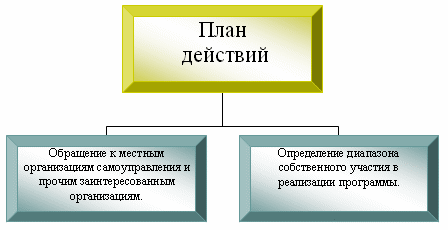 План
действий
Обращение к местным
организациям самоуправления и
прочим заинтересованным
организациям.
Определение диапазона
собственного участия в
реализации программы.